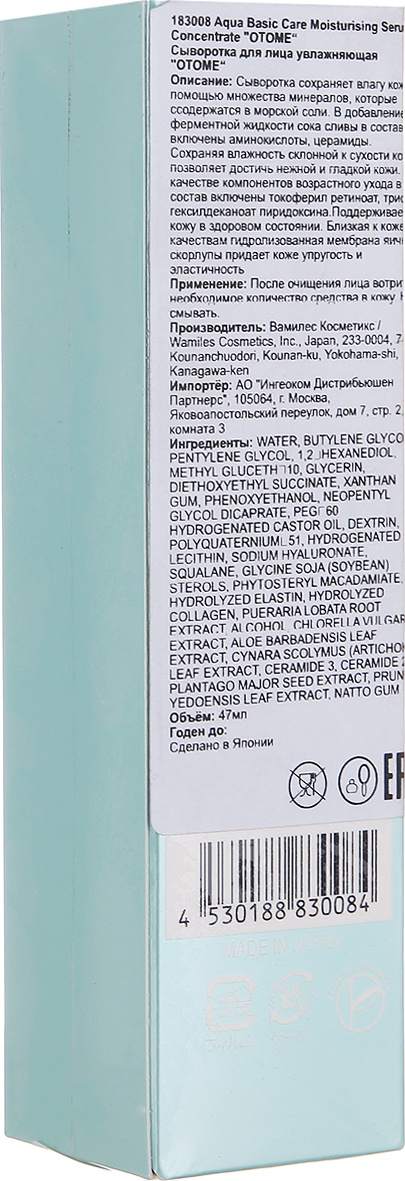 183008 Aqua Basic Care Moisturising Seru
Concentrate "OTOME"
Сыворотка для лица увлажняющая
"OTOME"
Описание: Сыворотка сохраняет влагу кож
помощью множества минералов, которые
ссодержатся в морской соли. В добавление
ферментной жидкости сока сливы в состав
включены аминокислоты, церамиды.
Сохраняя влажность склонной к сухости ко
позволяет достичь нежной и гладкой кожи.
качестве компонентов возрастного ухода в
состав включены токоферил ретиноат, трис
гексилдеканоат пиридоксина.Поддерживае
кожу в здоровом состоянии. Близкая к коже
качествам гидролизованная мембрана яичн
скорлупы придает коже упругость и
эластичность
Применение: После очищения лица вотри
необходимое количество средства в кожу. Н
смывать.
Производитель: Вамилес Косметикс /
Wamiles Cosmetics, Inc., Japan, 233-0004, 7-
Kounanchuodori, Kounan-ku, Yokohama-shi,
Kanagawa-ken
Импортёр: АО "Ингеоком Дистрибьюшен
Партнерс", 105064, г. Москва,
Яковоапостольский переулок, дом 7, стр. 2,
комната 3
Ингредиенты: WATER, BUTYLENE GLYCO
PENTYLENE GLYCOL, 1,2 HEXANEDIOL,
METHYL GLUCETH 10, GLYCERIN,
DIETHOXYETHYL SUCCINATE, XANTHAN
GUM, PHENOXYETHANOL, NEOPENTYL
GLYCOL DICAPRATE, PEG 60
HYDROGENATED CASTOR OIL, DEXTRIN,
POLYQUATERNIUM 51, HYDROGENATED
LECITHIN, SODIUM HYALURONATE,
SQUALANE, GLYCINE SOJA (SOYBEAN)
STEROLS, PHYTOSTERYL MACADAMIATE,
HYDROLYZED ELASTIN, HYDROLYZED
COLLAGEN, PUERARIA LOBATA ROOT
EXTRACT, ALCOHOL, CHLORELLA VULGAR
EXTRACT, ALOE BARBADENSIS LEAF
EXTRACT, CYNARA SCOLYMUS (ARTICHOK
LEAF EXTRACT, CERAMIDE 3, CERAMIDE 2
PLANTAGO MAJOR SEED EXTRACT, PRUN
YEDOENSIS LEAF EXTRACT, NATTO GUM
Объём: 47мл
Годен до:
Сделано в Японии
4 530188 830084
MADE IN JAPAN